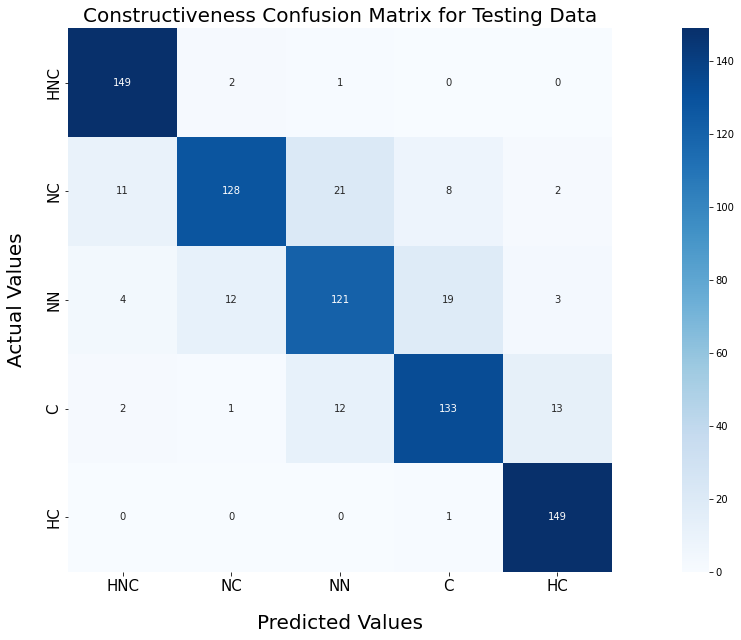 Constructiveness Confusion Matrix for Testing Data
HNC 149 2 1 0 0
NC 11 128 21 8 2
NN 4 12 121 19 3
C 2 1 12 133 13
HC 0 0 0 1 149
HNC NC NN C HC
Actual Values
Predicted Values
140
120
100
80
60
40
20
0